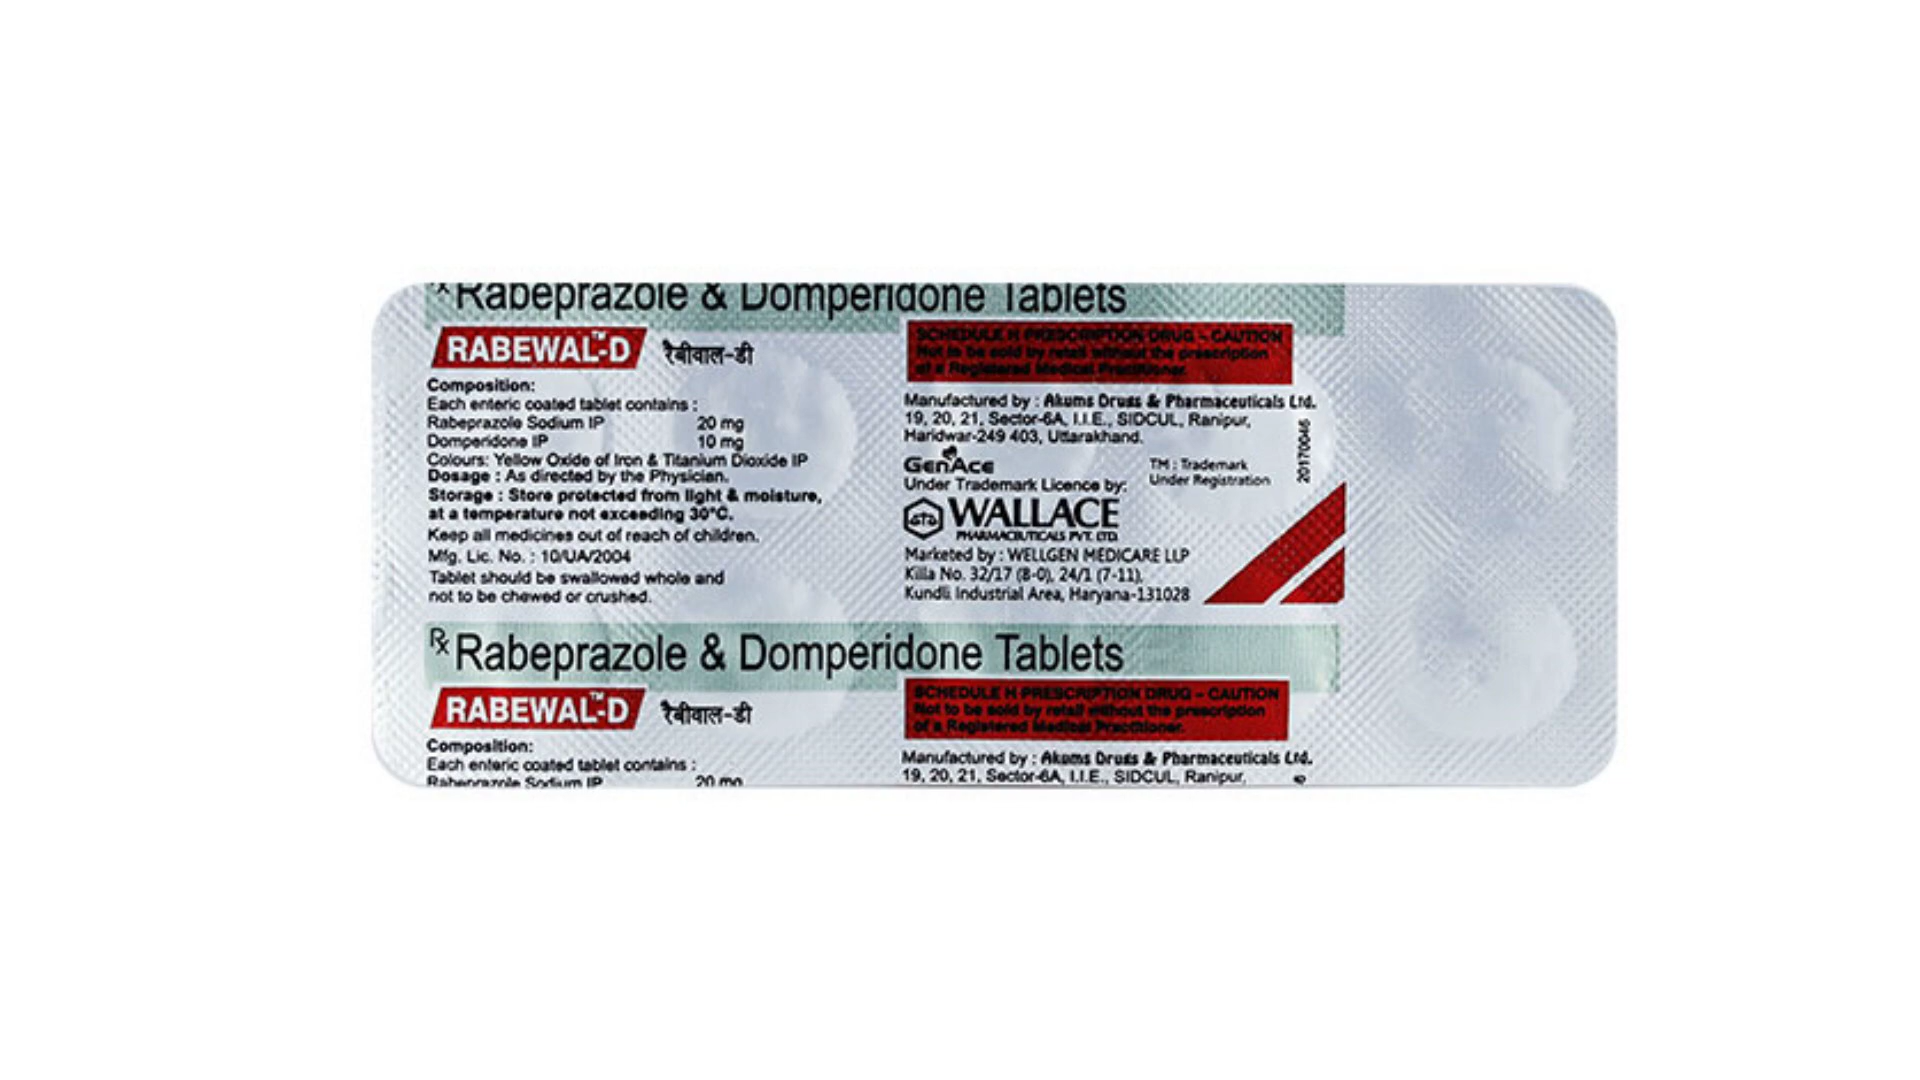 Rx Rabeprazole & Domperidone Tablets
RABEWAL-D™ रैबीवाल-डी
Composition:
Each enteric coated tablet contains :
Rabeprazole Sodium IP 20 mg
Domperidone IP 10 mg
Colours: Yellow Oxide of Iron & Titanium Dioxide IP
Dosage : As directed by the Physician.
Storage : Store protected from light & moisture,
at a temperature not exceeding 30°C.
Keep all medicines out of reach of children.
Mfg. Lic. No. : 10/UA/2004
Tablet should be swallowed whole and
not to be chewed or crushed.
SCHEDULE H PRESCRIPTION DRUG - CAUTION
Not to be sold by retail without the prescription
of a Registered Medical Practitioner.
Manufactured by : Akums Drugs & Pharmaceuticals Ltd.
19, 20, 21, Sector-6A, I.I.E., SIDCUL, Ranipur,
Haridwar-249 403, Uttarakhand.
GenAce
Under Trademark Licence by:
TM : Trademark
Under Registration
20170046
WALLACE
PHARMACEUTICALS PVT. LTD.
Marketed by : WELLGEN MEDICARE LLP
Killa No. 32/17 (8-0), 24/1 (7-11),
Kundli Industrial Area, Haryana-131028
Rx Rabeprazole & Domperidone Tablets
RABEWAL-D™ रैबीवाल-डी
Composition:
Each enteric coated tablet contains :
Rabeprazole Sodium IP 20 mg
SCHEDULE H PRESCRIPTION DRUG - CAUTION
Not to be sold by retail without the prescription
of a Registered Medical Practitioner.
Manufactured by : Akums Drugs & Pharmaceuticals Ltd.
19, 20, 21, Sector-6A, I.I.E., SIDCUL, Ranipur,